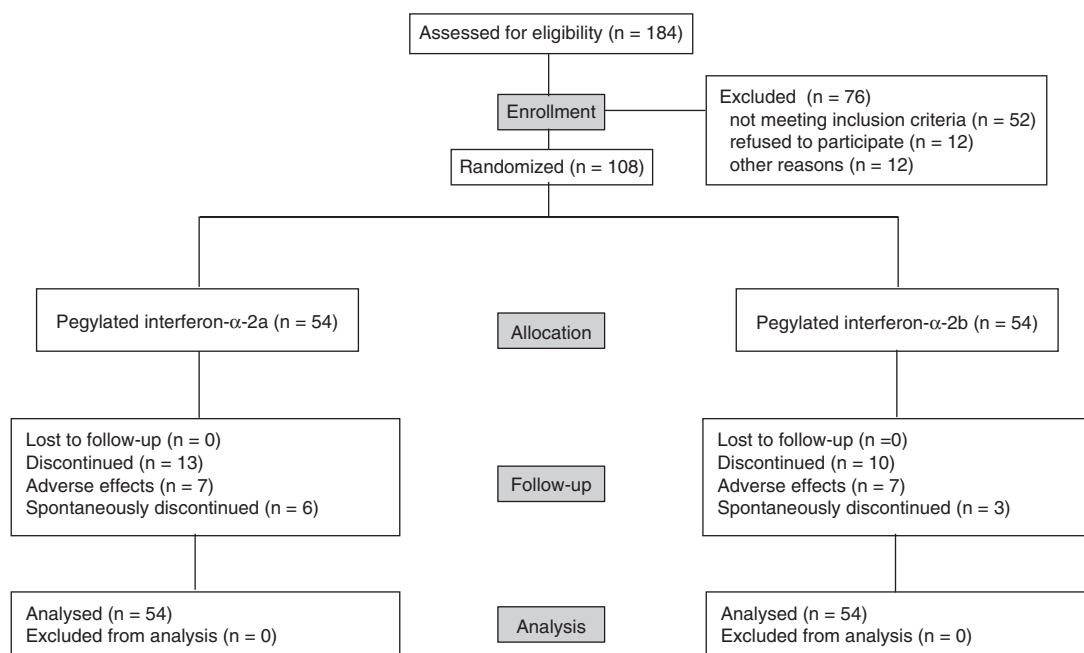 Assessed for eligibility (n = 184)
Enrollment
Excluded (n = 76)
not meeting inclusion criteria (n = 52)
refused to participate (n = 12)
other reasons (n = 12)
Randomized (n = 108)
Pegylated interferon-α-2a (n = 54)
Allocation
Pegylated interferon-α-2b (n = 54)
Lost to follow-up (n = 0)
Discontinued (n = 13)
Adverse effects (n = 7)
Spontaneously discontinued (n = 6)
Follow-up
Lost to follow-up (n =0)
Discontinued (n = 10)
Adverse effects (n = 7)
Spontaneously discontinued (n = 3)
Analysed (n = 54)
Excluded from analysis (n = 0)
Analysis
Analysed (n = 54)
Excluded from analysis (n = 0)